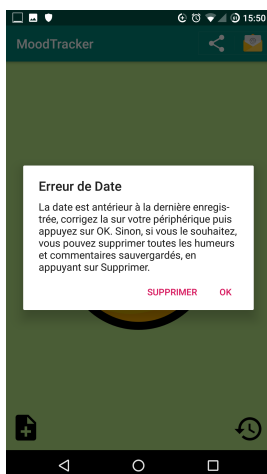 15:50
MoodTracker
Erreur de Date
La date est antérieur à la dernière enregis-
trée, corrigez la sur votre périphérique puis
appuyez sur OK. Sinon, si vous le souhaitez,
vous pouvez supprimer toutes les humeurs
et commentaires sauvergardés, en
appuyant sur Supprimer.
SUPPRIMER OK